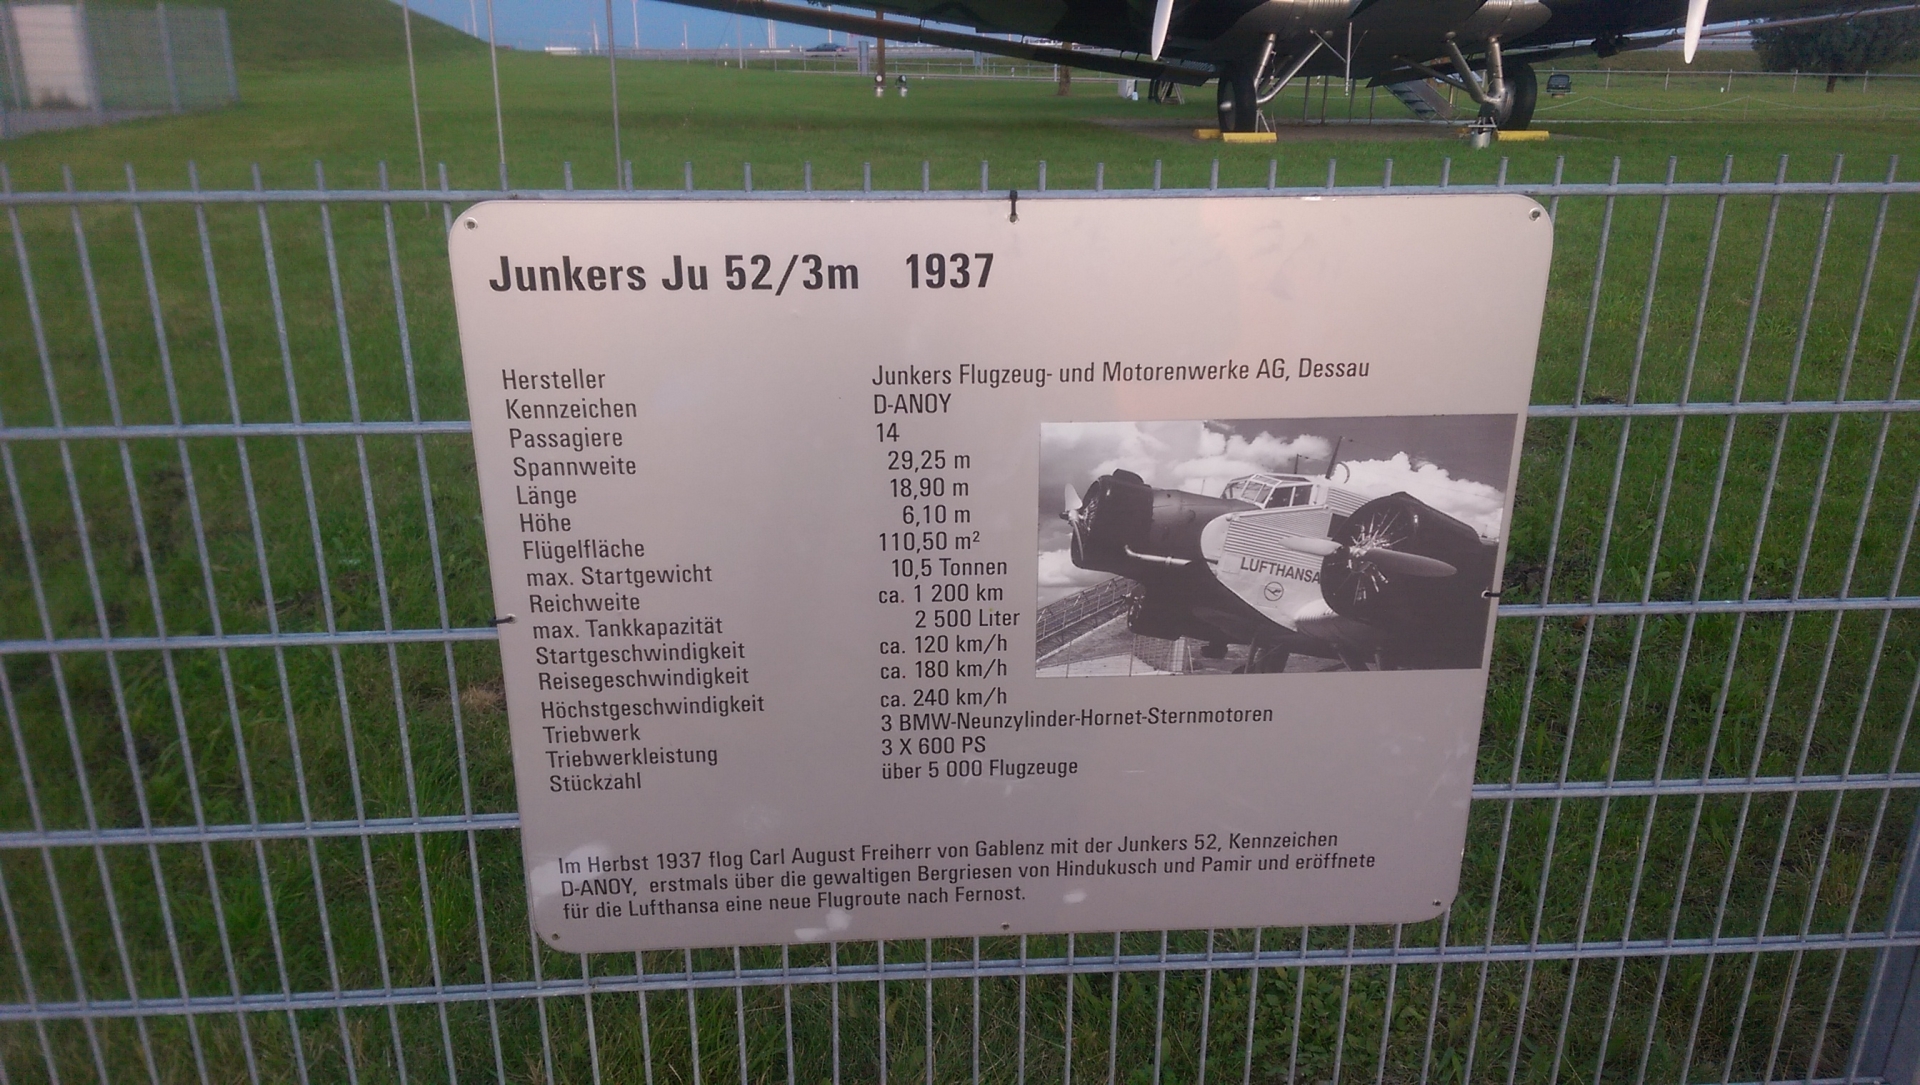 Junkers Ju 52/3m 1937
Hersteller Junkers Flugzeug- und Motorenwerke AG, Dessau
Kennzeichen D-ANOY
Passagiere 14
Spannweite 29,25 m
Länge 18,90 m
Höhe 6,10 m
Flügelfläche 110,50 m²
max. Startgewicht 10,5 Tonnen
Reichweite ca. 1 200 km
max. Tankkapazität 2 500 Liter
Startgeschwindigkeit ca. 120 km/h
Reisegeschwindigkeit ca. 180 km/h
Höchstgeschwindigkeit ca. 240 km/h
Triebwerk 3 BMW-Neunzylinder-Hornet-Sternmotoren
Triebwerkleistung 3 X 600 PS
Stückzahl über 5 000 Flugzeuge
LUFTHANSA
Im Herbst 1937 flog Carl August Freiherr von Gablenz mit der Junkers 52, Kennzeichen
D-ANOY, erstmals über die gewaltigen Bergriesen von Hindukusch und Pamir und eröffnete
für die Lufthansa eine neue Flugroute nach Fernost.